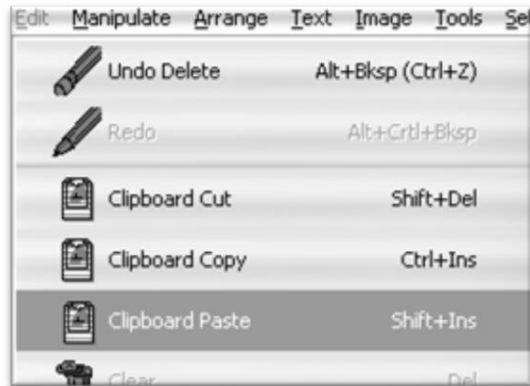 Edit Manipulate Arrange Text Image Tools Se
Undo Delete Alt+Bksp (Ctrl+Z)
Redo Alt+Crtl+Bksp
Clipboard Cut Shift+Del
Clipboard Copy Ctrl+Ins
Clipboard Paste Shift+Ins
Clear Del